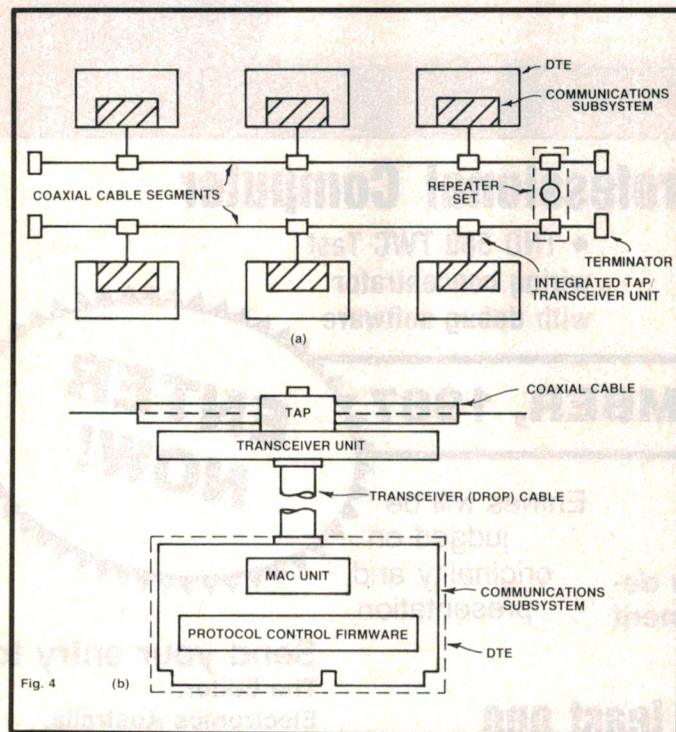 DTE
COMMUNICATIONS
SUBSYSTEM
COAXIAL CABLE SEGMENTS
REPEATER
SET
TERMINATOR
INTEGRATED TAP/
TRANSCEIVER UNIT
(a)
COAXIAL CABLE
TAP
TRANSCEIVER UNIT
TRANSCEIVER (DROP) CABLE
MAC UNIT
COMMUNICATIONS
SUBSYSTEM
PROTOCOL CONTROL FIRMWARE
DTE
Fig. 4 (b)